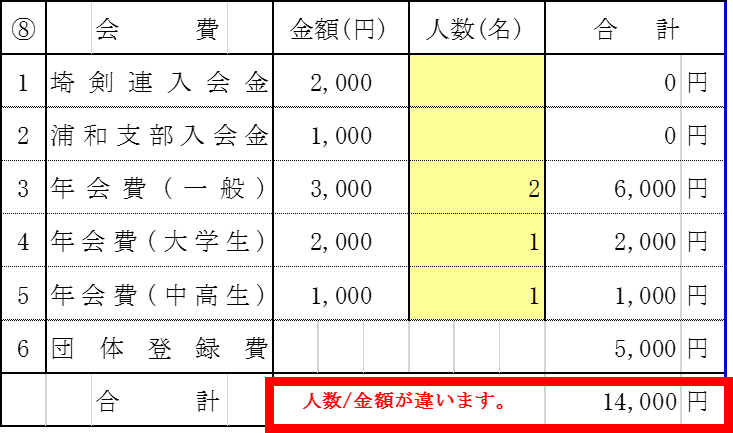 ⑧ 会費 金額(円) 人数(名) 合計
1 埼剣連入会金 2,000 0 円
2 浦和支部入会金 1,000 0 円
3 年会費(一般) 3,000 2 6,000 円
4 年会費(大学生) 2,000 1 2,000 円
5 年会費(中高生) 1,000 1 1,000 円
6 団体登録費 5,000 円
合計 人数/金額が違います。 14,000 円